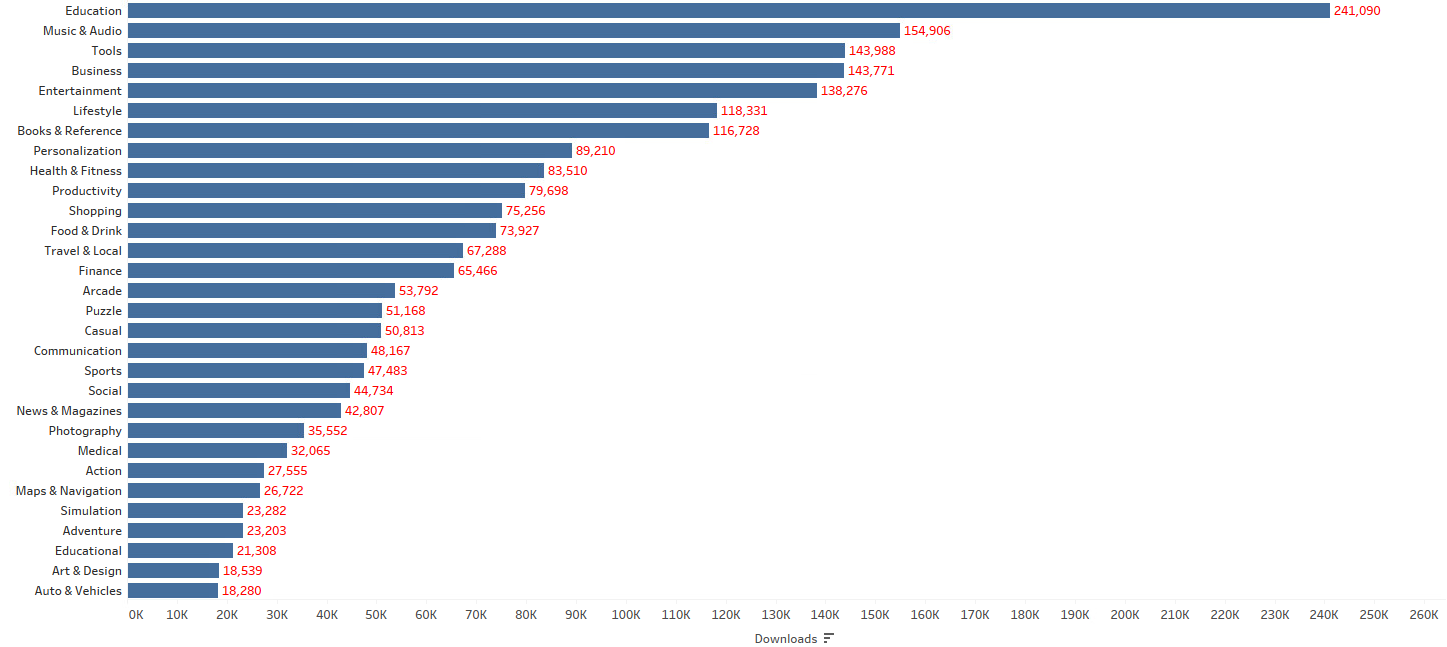 Education 241,090
Music & Audio 154,906
Tools 143,988
Business 143,771
Entertainment 138,276
Lifestyle 118,331
Books & Reference 116,728
Personalization 89,210
Health & Fitness 83,510
Productivity 79,698
Shopping 75,256
Food & Drink 73,927
Travel & Local 67,288
Finance 65,466
Arcade 53,792
Puzzle 51,168
Casual 50,813
Communication 48,167
Sports 47,483
Social 44,734
News & Magazines 42,807
Photography 35,552
Medical 32,065
Action 27,555
Maps & Navigation 26,722
Simulation 23,282
Adventure 23,203
Educational 21,308
Art & Design 18,539
Auto & Vehicles 18,280
0K 10K 20K 30K 40K 50K 60K 70K 80K 90K 100K 110K 120K 130K 140K 150K 160K 170K 180K 190K 200K 210K 220K 230K 240K 250K 260K
Downloads